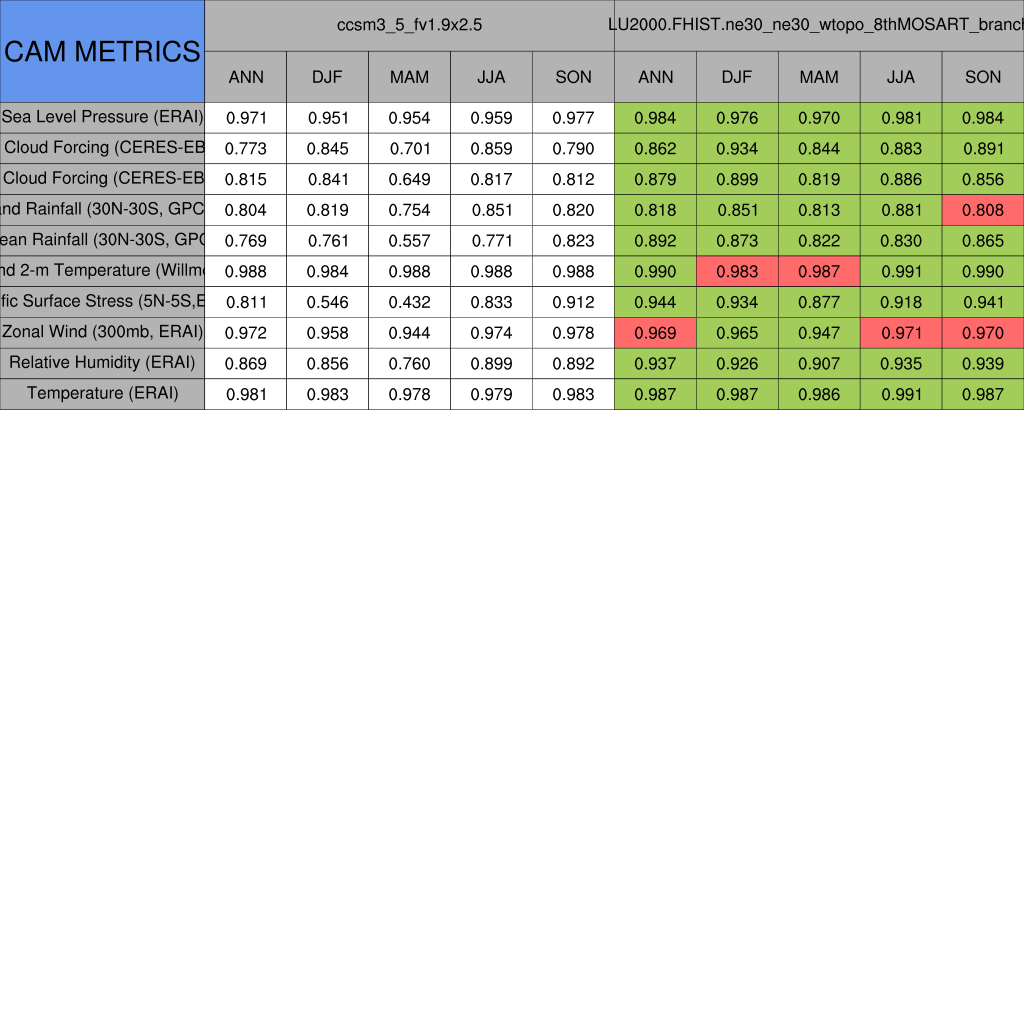 CAM METRICS
ccsm3_5_fv1.9x2.5 LU2000.FHIST.ne30_ne30_wtopo_8thMOSART_branch
ANN DJF MAM JJA SON ANN DJF MAM JJA SON
Sea Level Pressure (ERAI) 0.971 0.951 0.954 0.959 0.977 0.984 0.976 0.970 0.981 0.984
Cloud Forcing (CERES-EB 0.773 0.845 0.701 0.859 0.790 0.862 0.934 0.844 0.883 0.891
Cloud Forcing (CERES-EB 0.815 0.841 0.649 0.817 0.812 0.879 0.899 0.819 0.886 0.856
and Rainfall (30N-30S, GPC 0.804 0.819 0.754 0.851 0.820 0.818 0.851 0.813 0.881 0.808
ean Rainfall (30N-30S, GPC 0.769 0.761 0.557 0.771 0.823 0.892 0.873 0.822 0.830 0.865
nd 2-m Temperature (Willmo 0.988 0.984 0.988 0.988 0.988 0.990 0.983 0.987 0.991 0.990
fic Surface Stress (5N-5S,E 0.811 0.546 0.432 0.833 0.912 0.944 0.934 0.877 0.918 0.941
Zonal Wind (300mb, ERAI) 0.972 0.958 0.944 0.974 0.978 0.969 0.965 0.947 0.971 0.970
Relative Humidity (ERAI) 0.869 0.856 0.760 0.899 0.892 0.937 0.926 0.907 0.935 0.939
Temperature (ERAI) 0.981 0.983 0.978 0.979 0.983 0.987 0.987 0.986 0.991 0.987